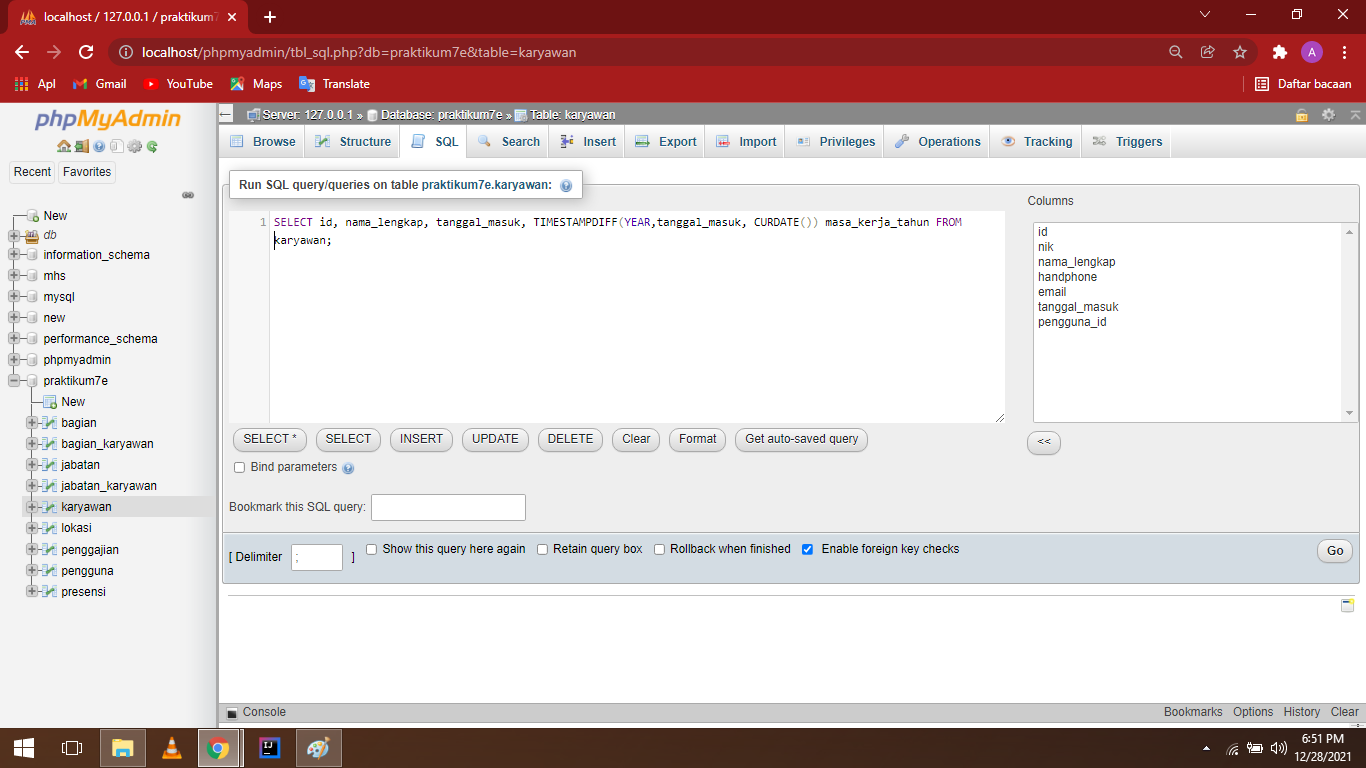 localhost / 127.0.0.1 / praktikum7
localhost/phpmyadmin/tbl_sql.php?db=praktikum7e&table=karyawan
A
Apl Gmail YouTube Maps Translate Daftar bacaan
phpMyAdmin
Recent Favorites
New
db
information_schema
mhs
mysql
new
performance_schema
phpmyadmin
praktikum7e
New
bagian
bagian_karyawan
jabatan
jabatan_karyawan
karyawan
lokasi
penggajian
pengguna
presensi
Server: 127.0.0.1 » Database: praktikum7e » Table: karyawan
Browse Structure SQL Search Insert Export Import Privileges Operations Tracking Triggers
Run SQL query/queries on table praktikum7e.karyawan:
1 SELECT id, nama_lengkap, tanggal_masuk, TIMESTAMPDIFF(YEAR,tanggal_masuk, CURDATE()) masa_kerja_tahun FROM
karyawan;
Columns
id
nik
nama_lengkap
handphone
email
tanggal_masuk
pengguna_id
SELECT * SELECT INSERT UPDATE DELETE Clear Format Get auto-saved query
<<
Bind parameters
Bookmark this SQL query:
[ Delimiter ; ] Show this query here again Retain query box Rollback when finished Enable foreign key checks
Go
Console
Bookmarks Options History Clear
6:51 PM
12/28/2021